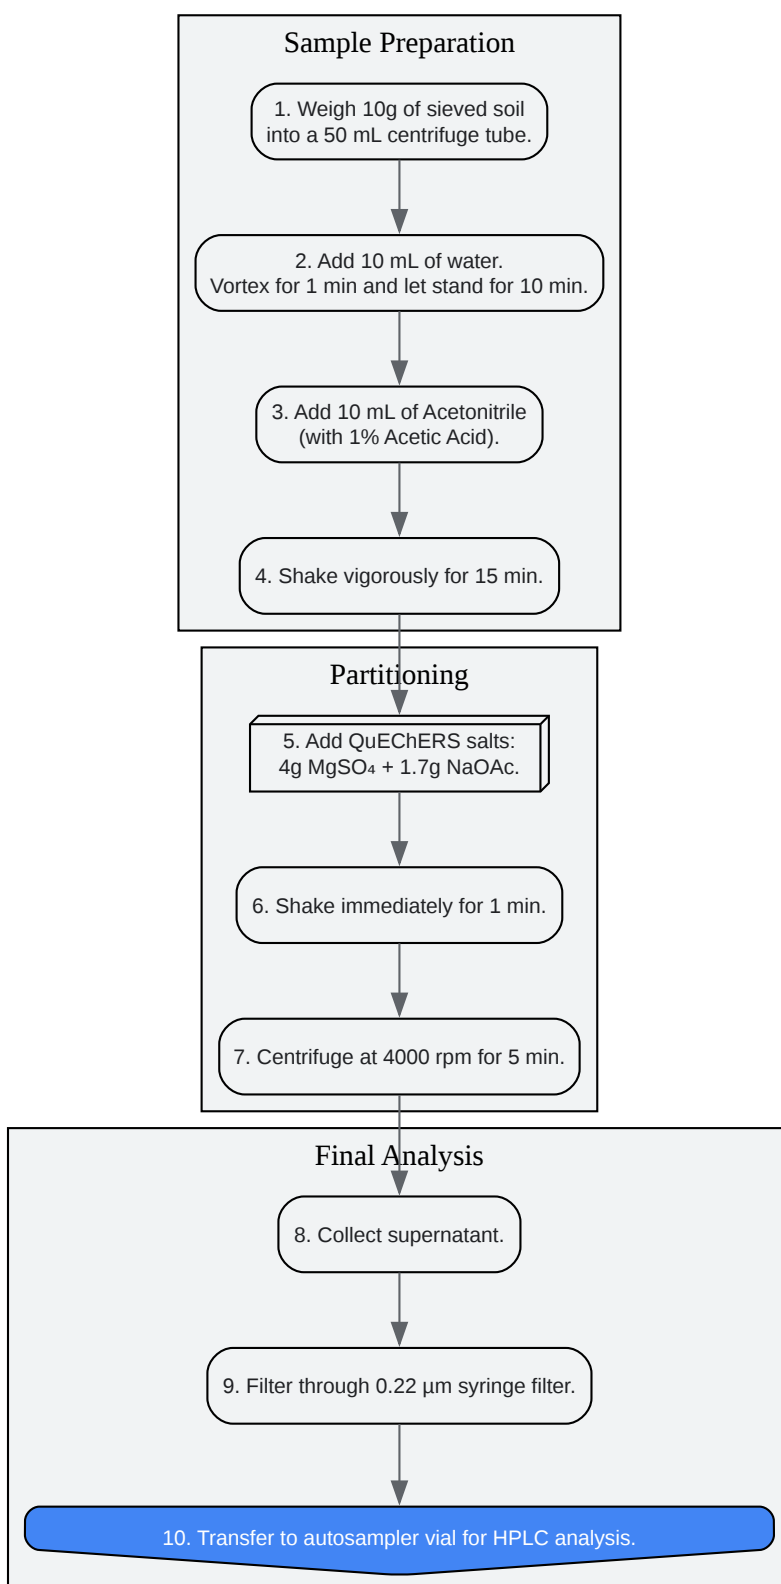 Sample Preparation
1. Weigh 10g of sieved soil
into a 50 mL centrifuge tube.
2. Add 10 mL of water.
Vortex for 1 min and let stand for 10 min.
3. Add 10 mL of Acetonitrile
(with 1% Acetic Acid).
4. Shake vigorously for 15 min.
Partitioning
5. Add QuEChERS salts:
4g MgSO₄ + 1.7g NaOAc.
6. Shake immediately for 1 min.
7. Centrifuge at 4000 rpm for 5 min.
Final Analysis
8. Collect supernatant.
9. Filter through 0.22 µm syringe filter.
10. Transfer to autosampler vial for HPLC analysis.